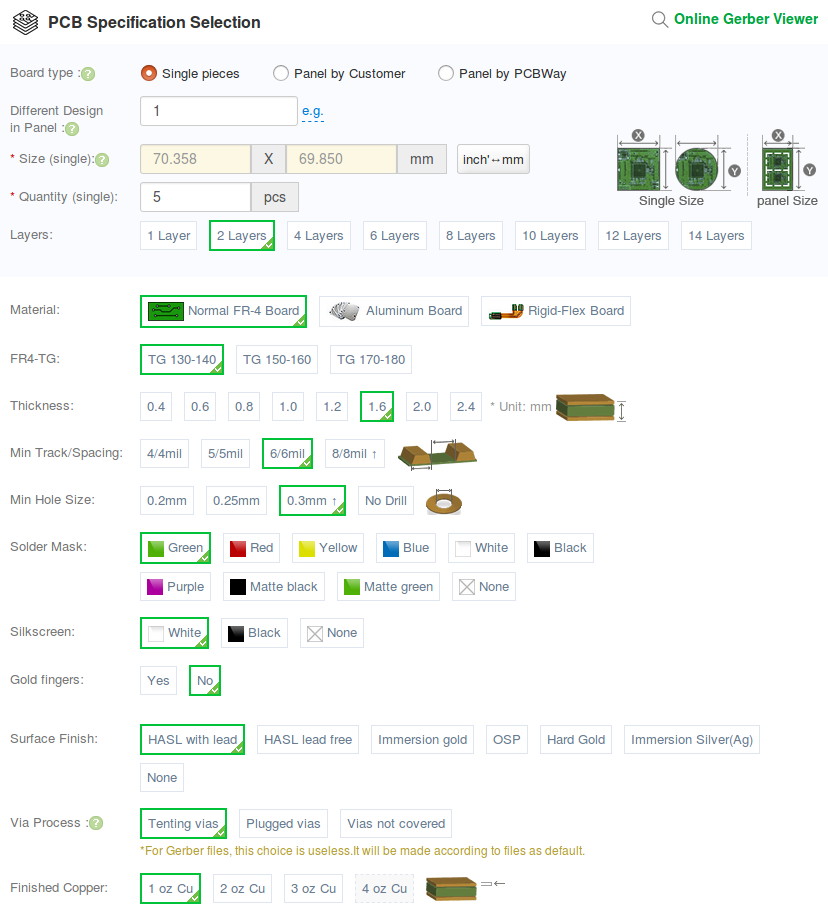 PCB Specification Selection
Online Gerber Viewer
Board type :?
Single pieces Panel by Customer Panel by PCBWay
Different Design
in Panel :?
1 e.g.
* Size (single):?
70.358 X 69.850 mm inch'↔mm
X X
Y Y
Single Size panel Size
* Quantity (single):
5 pcs
Layers:
1 Layer 2 Layers 4 Layers 6 Layers 8 Layers 10 Layers 12 Layers 14 Layers
Material:
Normal FR-4 Board Aluminum Board Rigid-Flex Board
FR4-TG:
TG 130-140 TG 150-160 TG 170-180
Thickness:
0.4 0.6 0.8 1.0 1.2 1.6 2.0 2.4 * Unit: mm
Min Track/Spacing:
4/4mil 5/5mil 6/6mil 8/8mil ↑
Min Hole Size:
0.2mm 0.25mm 0.3mm ↑ No Drill
Solder Mask:
Green Red Yellow Blue White Black
Purple Matte black Matte green None
Silkscreen:
White Black None
Gold fingers:
Yes No
Surface Finish:
HASL with lead HASL lead free Immersion gold OSP Hard Gold Immersion Silver(Ag)
None
Via Process :?
Tenting vias Plugged vias Vias not covered
*For Gerber files, this choice is useless.It will be made according to files as default.
Finished Copper:
1 oz Cu 2 oz Cu 3 oz Cu 4 oz Cu